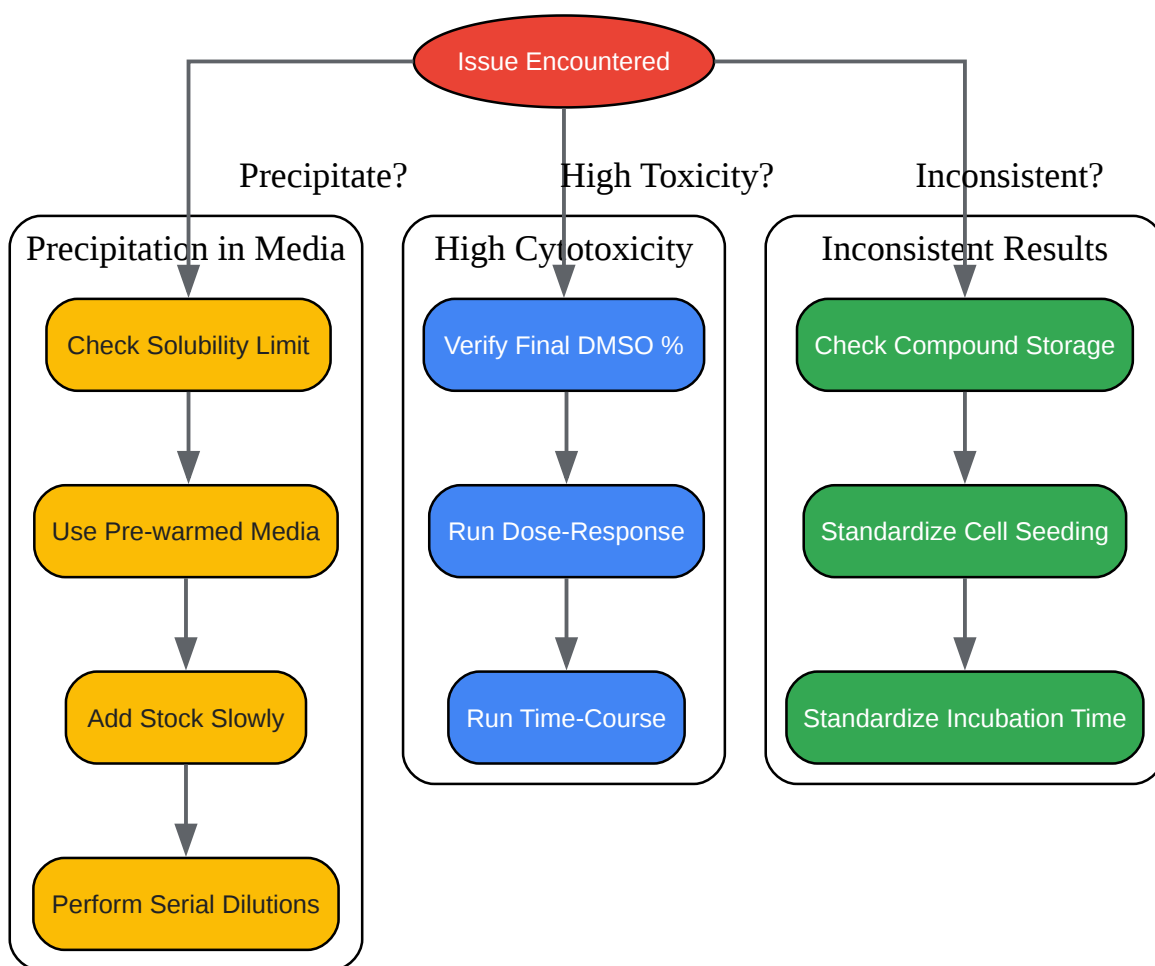 Issue Encountered
Precipitate?
High Toxicity?
Inconsistent?
Precipitation in Media
Check Solubility Limit
Use Pre-warmed Media
Add Stock Slowly
Perform Serial Dilutions
High Cytotoxicity
Verify Final DMSO %
Run Dose-Response
Run Time-Course
Inconsistent Results
Check Compound Storage
Standardize Cell Seeding
Standardize Incubation Time